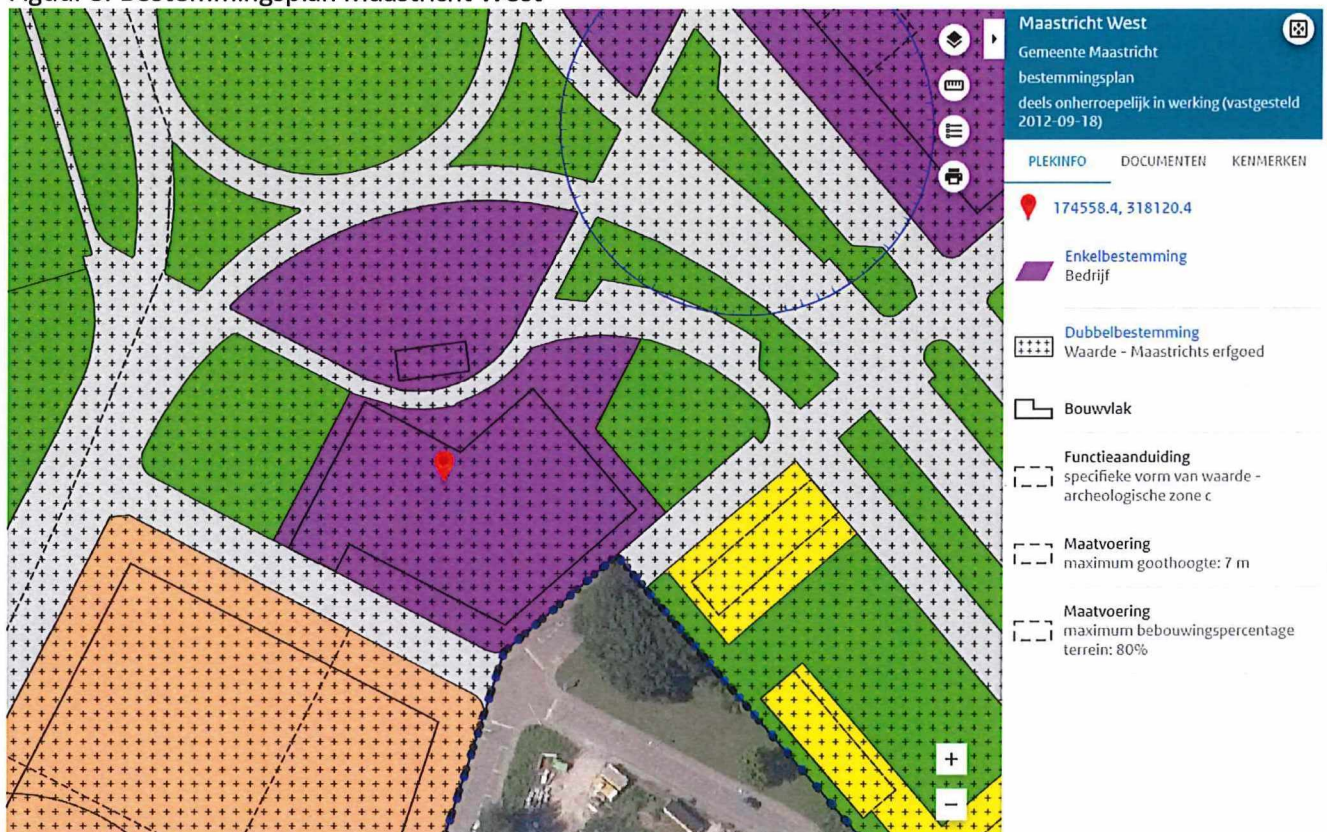 Figuur 3: Bestemmingsplan Maastricht West
Maastricht West
Gemeente Maastricht
bestemmingsplan
deels onherroepelijk in werking (vastgesteld
2012-09-18)
PLEKINFO DOCUMENTEN KENMERKEN
174558.4, 318120.4
Enkelbestemming
Bedrijf
Dubbelbestemming
Waarde - Maastrichts erfgoed
Bouwvlak
Functieaanduiding
specifieke vorm van waarde -
archeologische zone c
Maatvoering
maximum goothoogte: 7 m
Maatvoering
maximum bebouwingspercentage
terrein: 80%